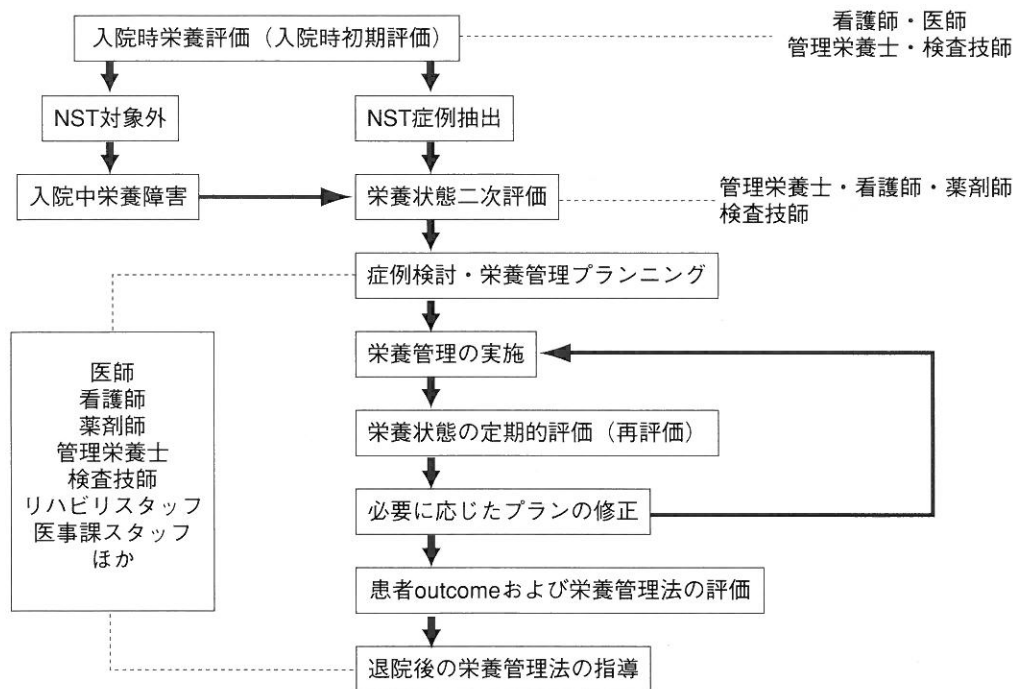 入院時栄養評価（入院時初期評価）
看護師・医師
管理栄養士・検査技師
NST対象外
NST症例抽出
入院中栄養障害
栄養状態二次評価
管理栄養士・看護師・薬剤師
検査技師
症例検討・栄養管理プランニング
栄養管理の実施
医師
看護師
薬剤師
管理栄養士
検査技師
リハビリスタッフ
医事課スタッフ
ほか
栄養状態の定期的評価（再評価）
必要に応じたプランの修正
患者outcomeおよび栄養管理法の評価
退院後の栄養管理法の指導